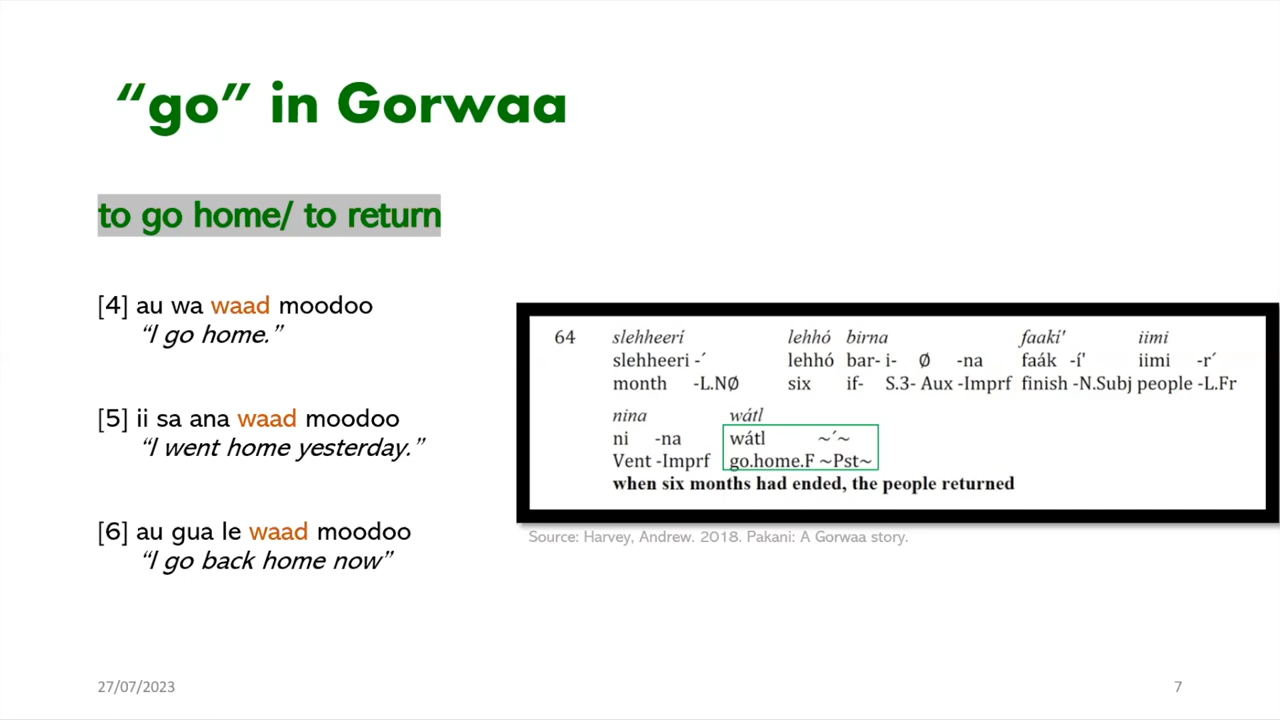 “go” in Gorwaa
to go home/ to return
[4] au wa waad moodoo
“I go home.”
[5] ii sa ana waad moodoo
“I went home yesterday.”
[6] au gua le waad moodoo
“I go back home now”
64 slehheerí lehhó birna faakí' iimi
slehheeri -´ lehhó bar- i- Ø -na faák -í' iimi -r´
month -L.NØ six if- S.3- Aux -Imprf finish -N.Subj people -L.Fr
nina wátl
ni -na wátl ~´~
Vent -Imprf go.home.F ~Pst~
when six months had ended, the people returned
Source: Harvey, Andrew. 2018. Pakani: A Gorwaa story.
27/07/2023
7